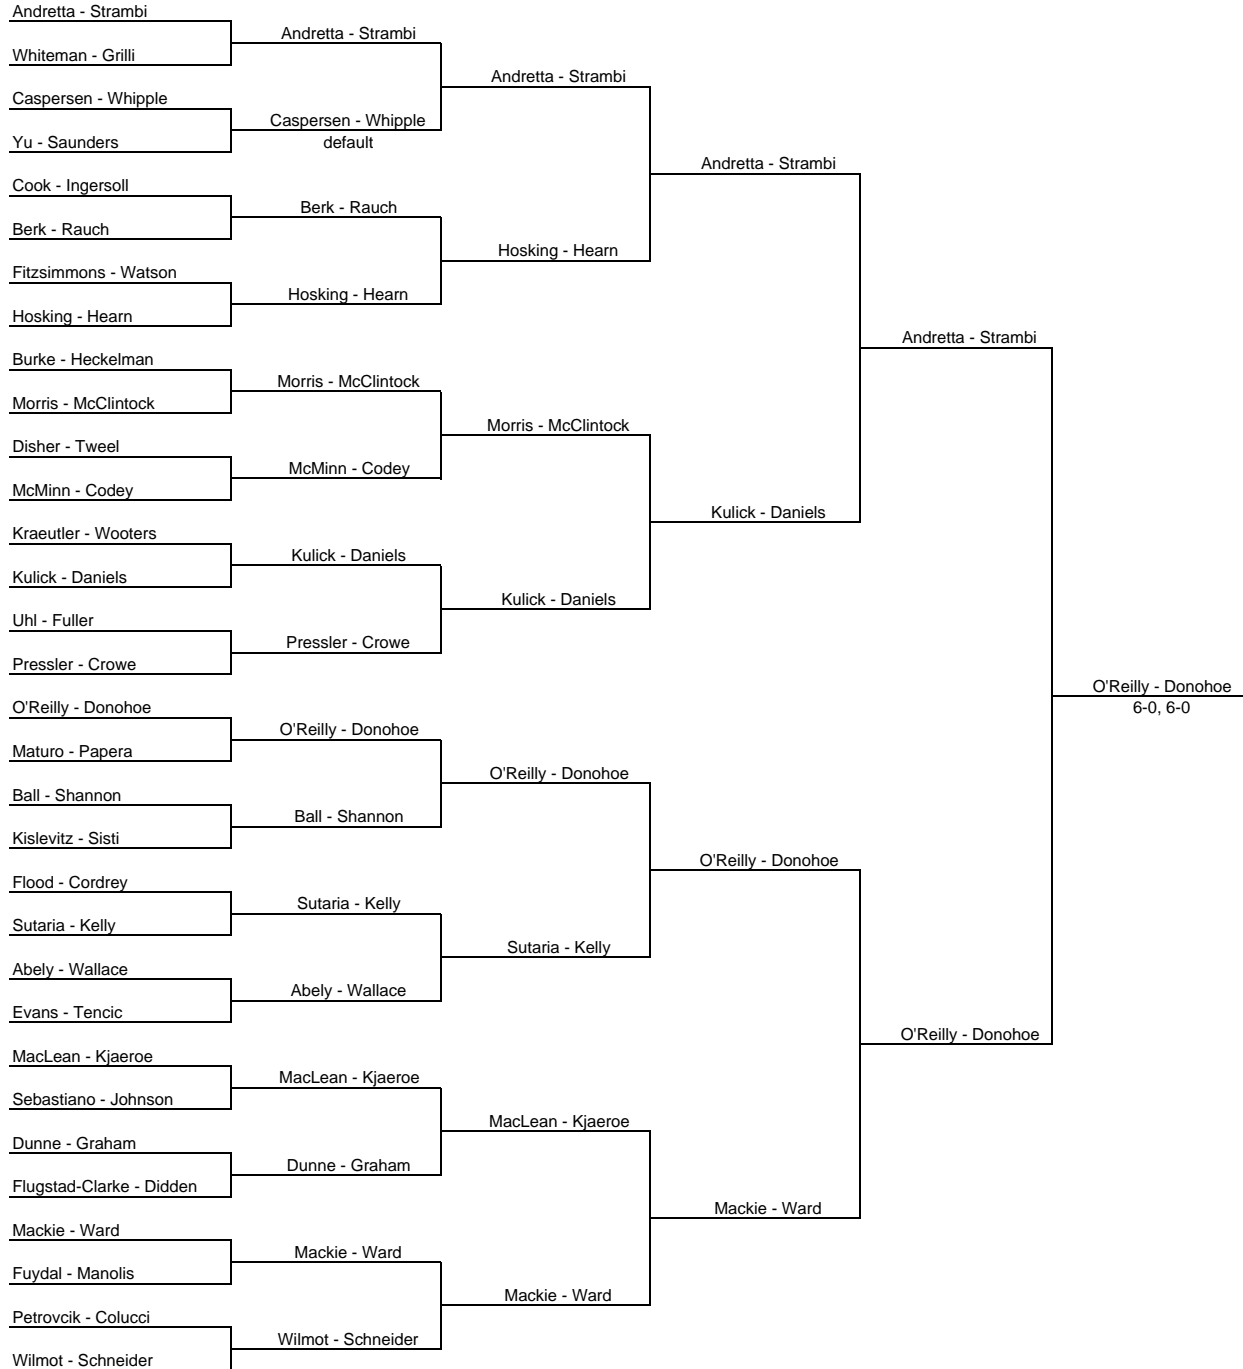 Andretta - Strambi
Whiteman - Grilli
Caspersen - Whipple
Yu - Saunders
Cook - Ingersoll
Berk - Rauch
Fitzsimmons - Watson
Hosking - Hearn
Burke - Heckelman
Morris - McClintock
Disher - Tweel
McMinn - Codey
Kraeutler - Wooters
Kulick - Daniels
Uhl - Fuller
Pressler - Crowe
O'Reilly - Donohoe
Maturo - Papera
Ball - Shannon
Kislevitz - Sisti
Flood - Cordrey
Sutaria - Kelly
Abely - Wallace
Evans - Tencic
MacLean - Kjaeroe
Sebastiano - Johnson
Dunne - Graham
Flugstad-Clarke - Didden
Mackie - Ward
Fuydal - Manolis
Petrovcik - Colucci
Wilmot - Schneider
Andretta - Strambi
Caspersen - Whipple
default
Berk - Rauch
Hosking - Hearn
Morris - McClintock
McMinn - Codey
Kulick - Daniels
Pressler - Crowe
O'Reilly - Donohoe
Ball - Shannon
Sutaria - Kelly
Abely - Wallace
MacLean - Kjaeroe
Dunne - Graham
Mackie - Ward
Wilmot - Schneider
Andretta - Strambi
Hosking - Hearn
Morris - McClintock
Kulick - Daniels
O'Reilly - Donohoe
Sutaria - Kelly
MacLean - Kjaeroe
Mackie - Ward
Andretta - Strambi
Kulick - Daniels
O'Reilly - Donohoe
Mackie - Ward
Andretta - Strambi
O'Reilly - Donohoe
O'Reilly - Donohoe
6-0, 6-0